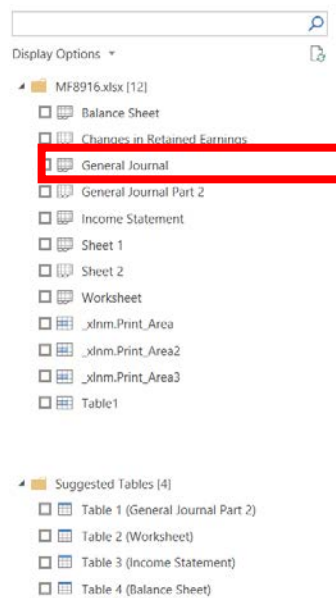 Display Options
MF8916.xlsx [12]
Balance Sheet
Changes in Retained Earnings
General Journal
General Journal Part 2
Income Statement
Sheet 1
Sheet 2
Worksheet
_xlnm.Print_Area
_xlnm.Print_Area2
_xlnm.Print_Area3
Table1
Suggested Tables [4]
Table 1 (General Journal Part 2)
Table 2 (Worksheet)
Table 3 (Income Statement)
Table 4 (Balance Sheet)